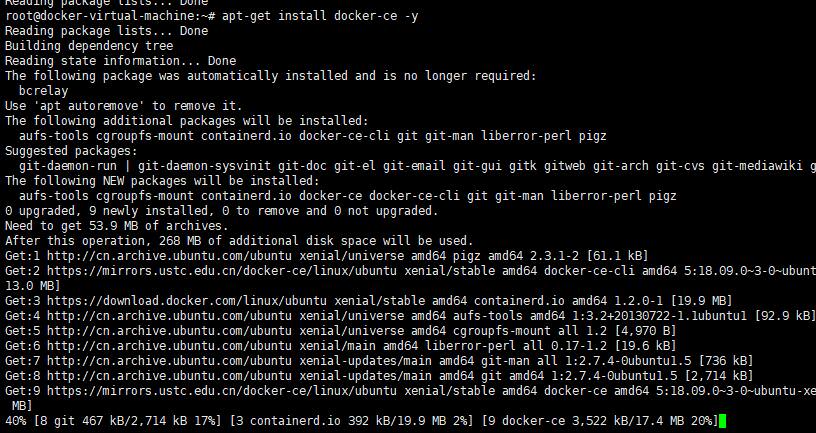 Reading package lists... Done
root@docker-virtual-machine:~# apt-get install docker-ce -y
Reading package lists... Done
Building dependency tree
Reading state information... Done
The following package was automatically installed and is no longer required:
  bcrelay
Use 'apt autoremove' to remove it.
The following additional packages will be installed:
  aufs-tools cgroupfs-mount containerd.io docker-ce-cli git git-man liberror-perl pigz
Suggested packages:
  git-daemon-run | git-daemon-sysvinit git-doc git-el git-email git-gui gitk gitweb git-arch git-cvs git-mediawiki g
The following NEW packages will be installed:
  aufs-tools cgroupfs-mount containerd.io docker-ce docker-ce-cli git git-man liberror-perl pigz
0 upgraded, 9 newly installed, 0 to remove and 0 not upgraded.
Need to get 53.9 MB of archives.
After this operation, 268 MB of additional disk space will be used.
Get:1 http://cn.archive.ubuntu.com/ubuntu xenial/universe amd64 pigz amd64 2.3.1-2 [61.1 kB]
Get:2 https://mirrors.ustc.edu.cn/docker-ce/linux/ubuntu xenial/stable amd64 docker-ce-cli amd64 5:18.09.0~3-0~ubunt
13.0 MB]
Get:3 https://download.docker.com/linux/ubuntu xenial/stable amd64 containerd.io amd64 1.2.0-1 [19.9 MB]
Get:4 http://cn.archive.ubuntu.com/ubuntu xenial/universe amd64 aufs-tools amd64 1:3.2+20130722-1.1ubuntu1 [92.9 kB]
Get:5 http://cn.archive.ubuntu.com/ubuntu xenial/universe amd64 cgroupfs-mount all 1.2 [4,970 B]
Get:6 http://cn.archive.ubuntu.com/ubuntu xenial/main amd64 liberror-perl all 0.17-1.2 [19.6 kB]
Get:7 http://cn.archive.ubuntu.com/ubuntu xenial-updates/main amd64 git-man all 1:2.7.4-0ubuntu1.5 [736 kB]
Get:8 http://cn.archive.ubuntu.com/ubuntu xenial-updates/main amd64 git amd64 1:2.7.4-0ubuntu1.5 [2,714 kB]
Get:9 https://mirrors.ustc.edu.cn/docker-ce/linux/ubuntu xenial/stable amd64 docker-ce amd64 5:18.09.0~3-0~ubuntu-xe
 MB]
40% [8 git 467 kB/2,714 kB 17%] [3 containerd.io 392 kB/19.9 MB 2%] [9 docker-ce 3,522 kB/17.4 MB 20%]